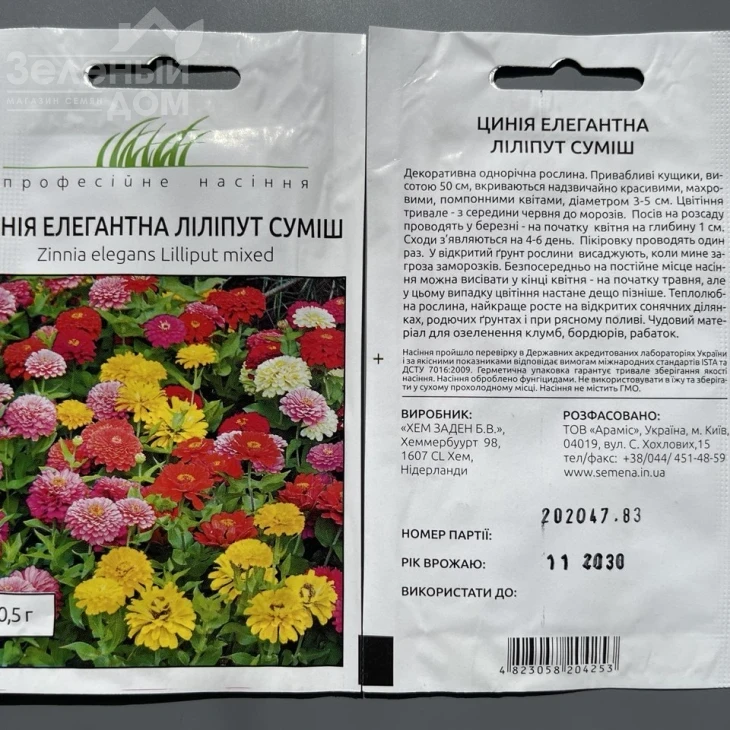 Зелёный
ДОМ
МАГАЗИН СЕМЯН
професійне насіння
НІЯ ЕЛЕГАНТНА ЛІЛІПУТ СУМІШ
Zinnia elegans Lilliput mixed
0,5 г
ЦИНІЯ ЕЛЕГАНТНА
ЛІЛІПУТ СУМІШ
Декоративна однорічна рослина. Привабливі кущики, ви-
сотою 50 см, вкриваються надзвичайно красивими, махро-
вими, помпонними квітами, діаметром 3-5 см. Цвітіння
тривале - з середини червня до морозів. Посів на розсаду
проводять у березні - на початку квітня на глибину 1 см.
Сходи з'являються на 4-6 день. Пікіровку проводять один
раз. У відкритий ґрунт рослини висаджують, коли мине за-
гроза заморозків. Безпосередньо на постійне місце насін-
ня можна висівати у кінці квітня - на початку травня, але
у цьому випадку цвітіння настане дещо пізніше. Теплолюб-
на рослина, найкраще росте на відкритих сонячних ділян-
ках, родючих ґрунтах і при рясному поливі. Чудовий мате-
ріал для озеленення клумб, бордюрів, рабаток.
Насіння пройшло перевірку в Державних акредитованих лабораторіях України
і за якісними показниками відповідає вимогам міжнародних стандартів ISTA та
ДСТУ 7016:2009. Герметична упаковка гарантує тривале зберігання якості
насіння. Насіння оброблено фунгіцидами. Не використовувати в їжу та зберіга-
ти у сухому прохолодному місці. Насіння не містить ГМО.
ВИРОБНИК:
«ХЕМ ЗАДЕН Б.В.»,
Хеммербуурт 98,
1607 CL Хем,
Нідерланди
РОЗФАСОВАНО:
ТОВ «Араміс», Україна, м. Київ,
04019, вул. С. Хохлових,15
тел/факс: +38/044/ 451-48-59
www.semena.in.ua
202047.83
НОМЕР ПАРТІЇ:
РІК ВРОЖАЮ: 11 2030
ВИКОРИСТАТИ ДО:
4 823058 204253